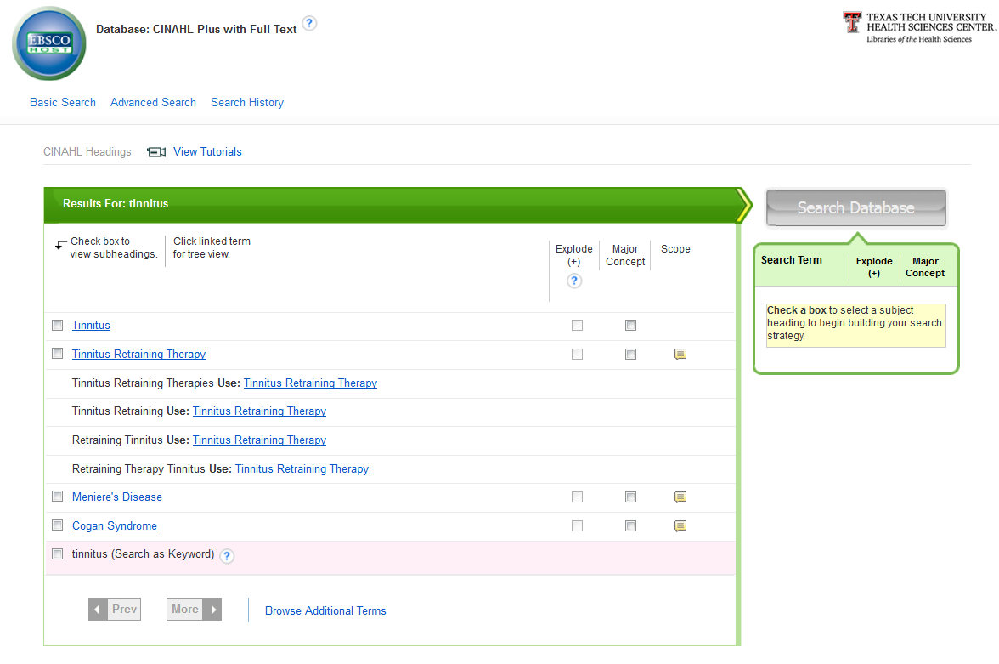 EBSCO
HOST
Database: CINAHL Plus with Full Text ?
TEXAS TECH UNIVERSITY
HEALTH SCIENCES CENTER.
Libraries of the Health Sciences
Basic Search Advanced Search Search History
CINAHL Headings View Tutorials
Results For: tinnitus
Search Database
Check box to
view subheadings.
Click linked term
for tree view.
Explode
(+)
?
Major
Concept
Scope
Search Term
Explode
(+)
Major
Concept
Check a box to select a subject
heading to begin building your search
strategy.
Tinnitus
Tinnitus Retraining Therapy
Tinnitus Retraining Therapies Use: Tinnitus Retraining Therapy
Tinnitus Retraining Use: Tinnitus Retraining Therapy
Retraining Tinnitus Use: Tinnitus Retraining Therapy
Retraining Therapy Tinnitus Use: Tinnitus Retraining Therapy
Meniere's Disease
Cogan Syndrome
tinnitus (Search as Keyword) ?
Prev More Browse Additional Terms